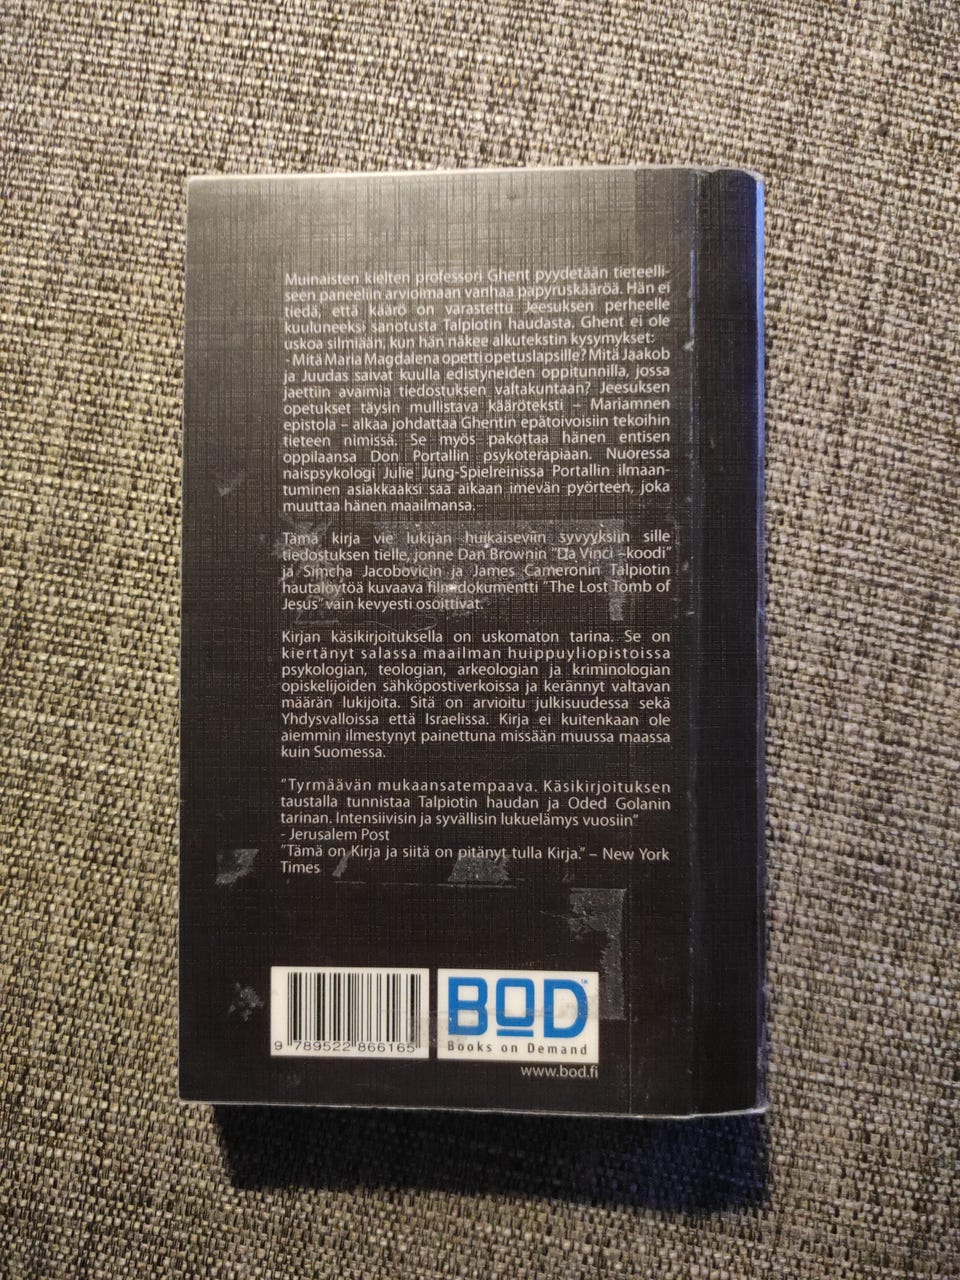 Muinaisten kielten professori Ghent pyydetään tieteelli-
seen paneeliin arvioimaan vanhaa papyruskääröä. Hän ei
tiedä, että käärö on varastettu Jeesuksen perheelle
kuuluneeksi sanotusta Talpiotin haudasta. Ghent ei ole
uskoa silmiään, kun hän näkee alkutekstin kysymykset:
- Mitä Maria Magdalena opetti opetuslapsille? Mitä Jaakob
ja Juudas saivat kuulla edistyneiden oppitunnilla, jossa
jaettiin avaimia tiedostuksen valtakuntaan? Jeesuksen
opetukset täysin mullistava kääröteksti – Mariamnen
epistola – alkaa johdattaa Ghentin epätoivoisiin tekoihin
tieteen nimissä. Se myös pakottaa hänen entisen
oppilaansa Don Portallin psykoterapiaan. Nuoressa
naispsykologi Julie Jung-Spielreinissa Portallin ilmaan-
tuminen asiakkaaksi saa aikaan imevän pyörteen, joka
muuttaa hänen maailmansa.
Tämä kirja vie lukijan huikaiseviin syvyyksiin sille
tiedostuksen tielle, jonne Dan Brownin "Da Vinci –koodi"
ja Simcha Jacobovicin ja James Cameronin Talpiotin
hautalöytöä kuvaava filmidokumentti "The Lost Tomb of
Jesus" vain kevyesti osoittivat.
Kirjan käsikirjoituksella on uskomaton tarina. Se on
kiertänyt salassa maailman huippuyliopistoissa
psykologian, teologian, arkeologian ja kriminologian
opiskelijoiden sähköpostiverkoissa ja kerännyt valtavan
määrän lukijoita. Sitä on arvioitu julkisuudessa sekä
Yhdysvalloissa että Israelissa. Kirja ei kuitenkaan ole
aiemmin ilmestynyt painettuna missään muussa maassa
kuin Suomessa.
"Tyrmäävän mukaansatempaava. Käsikirjoituksen
taustalla tunnistaa Talpiotin haudan ja Oded Golanin
tarinan. Intensiivisin ja syvällisin lukuelämys vuosiin"
- Jerusalem Post
"Tämä on Kirja ja siitä on pitänyt tulla Kirja." – New York
Times
9 789522 866165
BOD™
Books on Demand
www.bod.fi